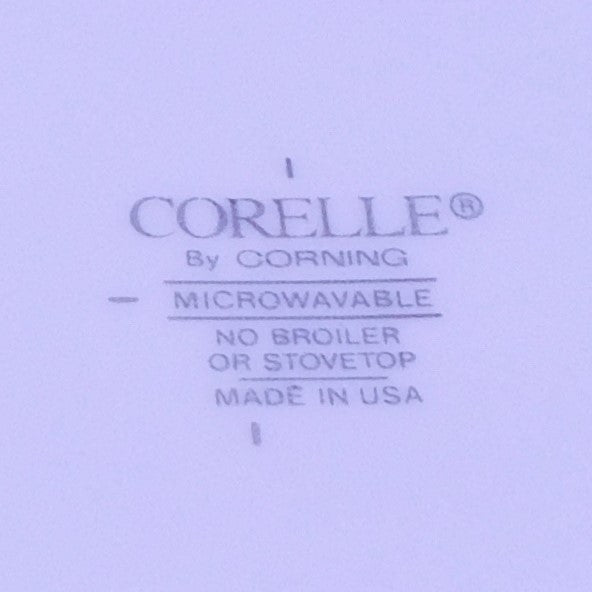 CORELLE®
By CORNING
MICROWAVABLE
NO BROILER
OR STOVETOP
MADE IN USA